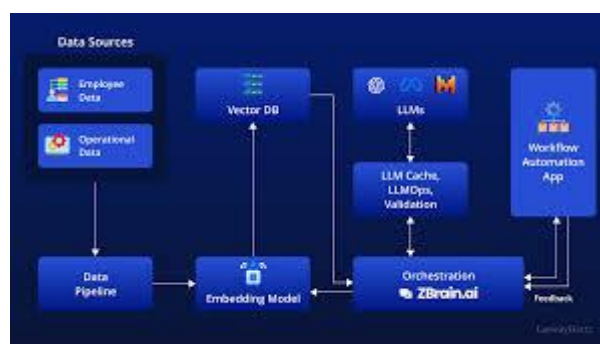 Data Sources
Employee
Data
Operational
Data
Vector DB
LLMs
LLM Cache,
LLMOps,
Validation
Workflow
Automation
App
Data
Pipeline
Embedding Model
Orchestration
ZBrain.ai
Feedback